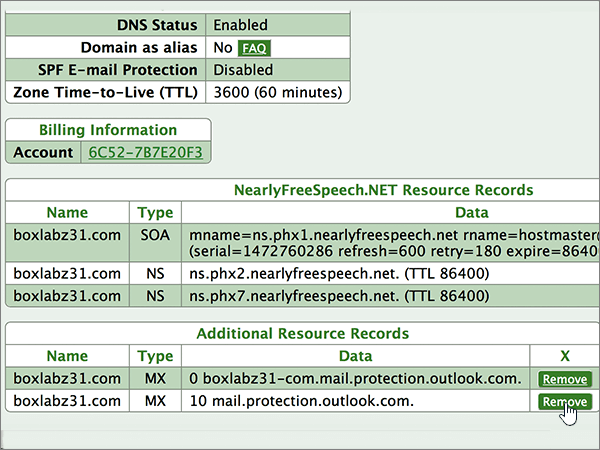 DNS Status Enabled
Domain as alias No FAQ
SPF E-mail Protection Disabled
Zone Time-to-Live (TTL) 3600 (60 minutes)
Billing Information
Account 6C52-7B7E20F3
NearlyFreeSpeech.NET Resource Records
Name Type Data
boxlabz31.com SOA mname=ns.phx1.nearlyfreespeech.net rname=hostmaster@
(serial=1472760286 refresh=600 retry=180 expire=86400
boxlabz31.com NS ns.phx2.nearlyfreespeech.net. (TTL 86400)
boxlabz31.com NS ns.phx7.nearlyfreespeech.net. (TTL 86400)
Additional Resource Records
Name Type Data X
boxlabz31.com MX 0 boxlabz31-com.mail.protection.outlook.com. Remove
boxlabz31.com MX 10 mail.protection.outlook.com. Remove